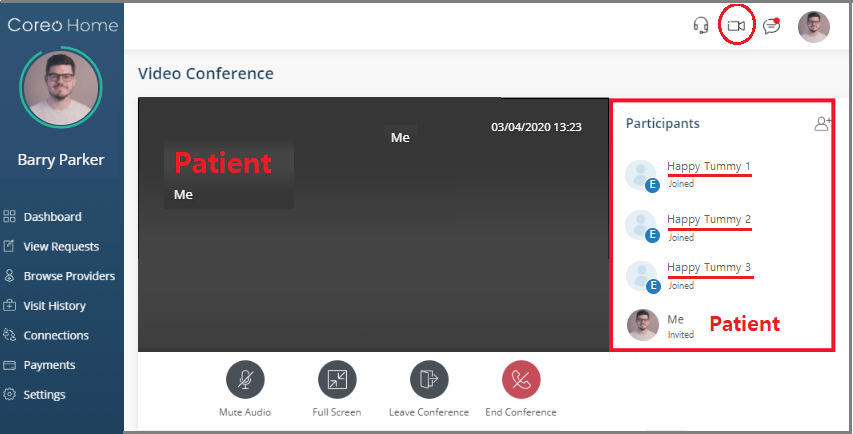 Coreo Home
Barry Parker
Dashboard
View Requests
Browse Providers
Visit History
Connections
Payments
Settings
Video Conference
Me
03/04/2020 13:23
Patient
Me
Mute Audio
Full Screen
Leave Conference
End Conference
Participants
Happy Tummy 1
E
Joined
Happy Tummy 2
E
Joined
Happy Tummy 3
E
Joined
Me
Patient
Invited